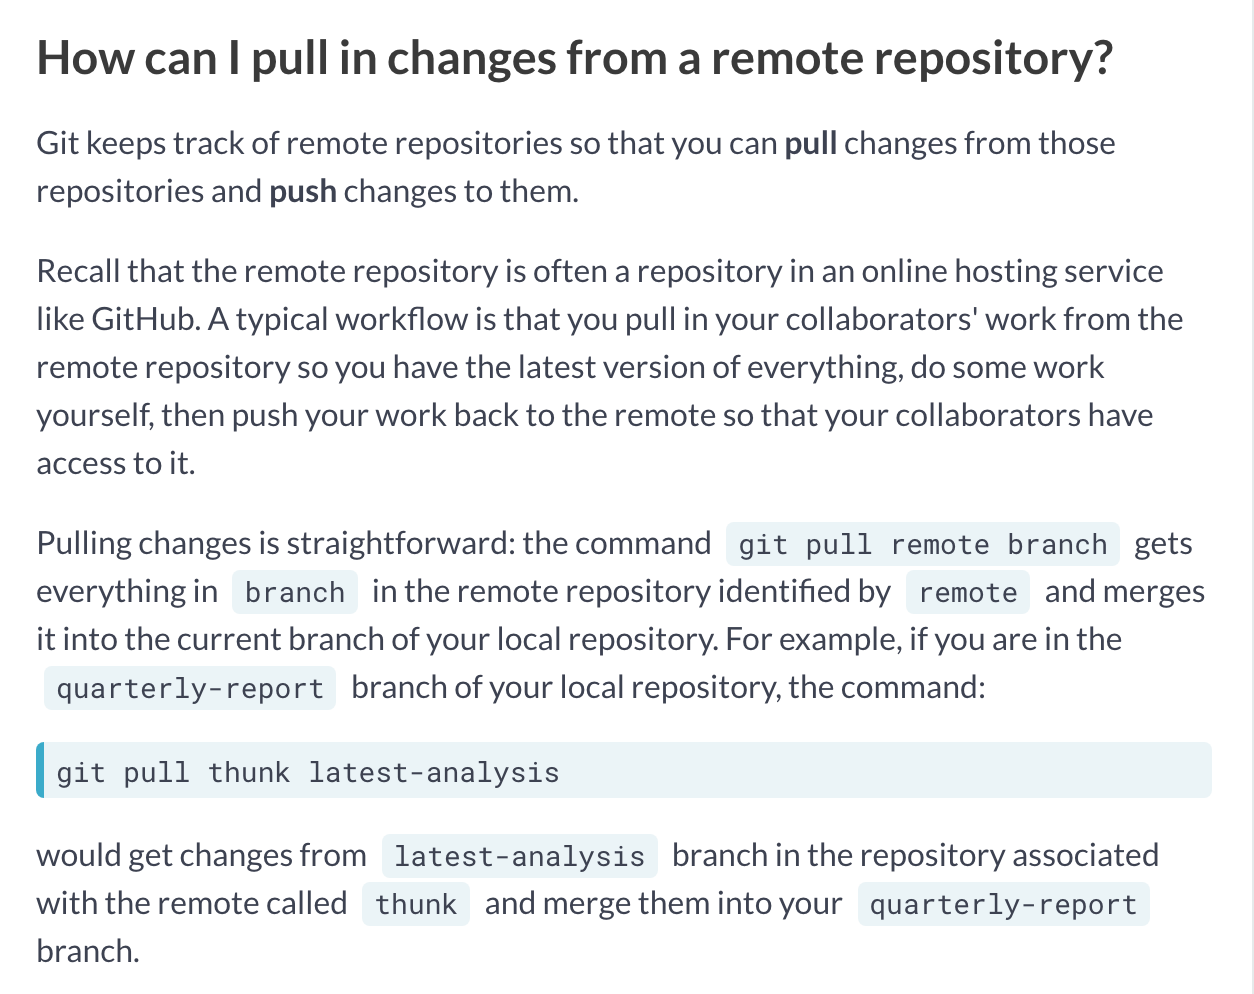 How can I pull in changes from a remote repository?
Git keeps track of remote repositories so that you can pull changes from those
repositories and push changes to them.
Recall that the remote repository is often a repository in an online hosting service
like GitHub. A typical workflow is that you pull in your collaborators' work from the
remote repository so you have the latest version of everything, do some work
yourself, then push your work back to the remote so that your collaborators have
access to it.
Pulling changes is straightforward: the command git pull remote branch gets
everything in branch in the remote repository identified by remote and merges
it into the current branch of your local repository. For example, if you are in the
quarterly-report branch of your local repository, the command:
git pull thunk latest-analysis
would get changes from latest-analysis branch in the repository associated
with the remote called thunk and merge them into your quarterly-report
branch.